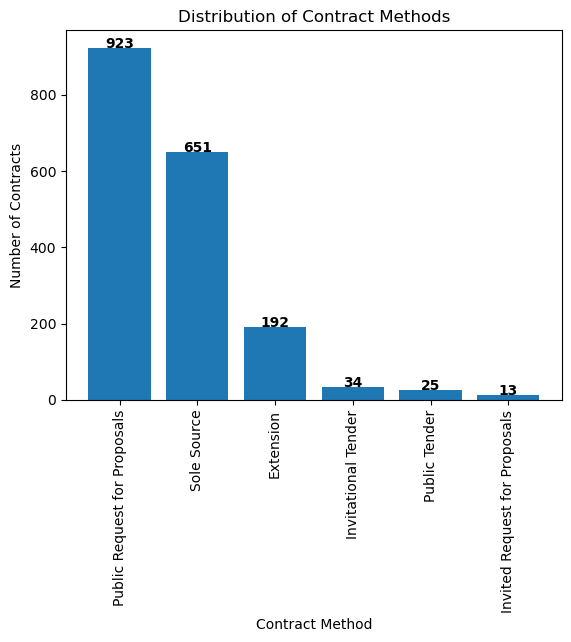 Distribution of Contract Methods
Number of Contracts
800
600
400
200
0
923
651
192
34
25
13
Public Request for Proposals
Sole Source
Extension
Invitational Tender
Public Tender
Invited Request for Proposals
Contract Method